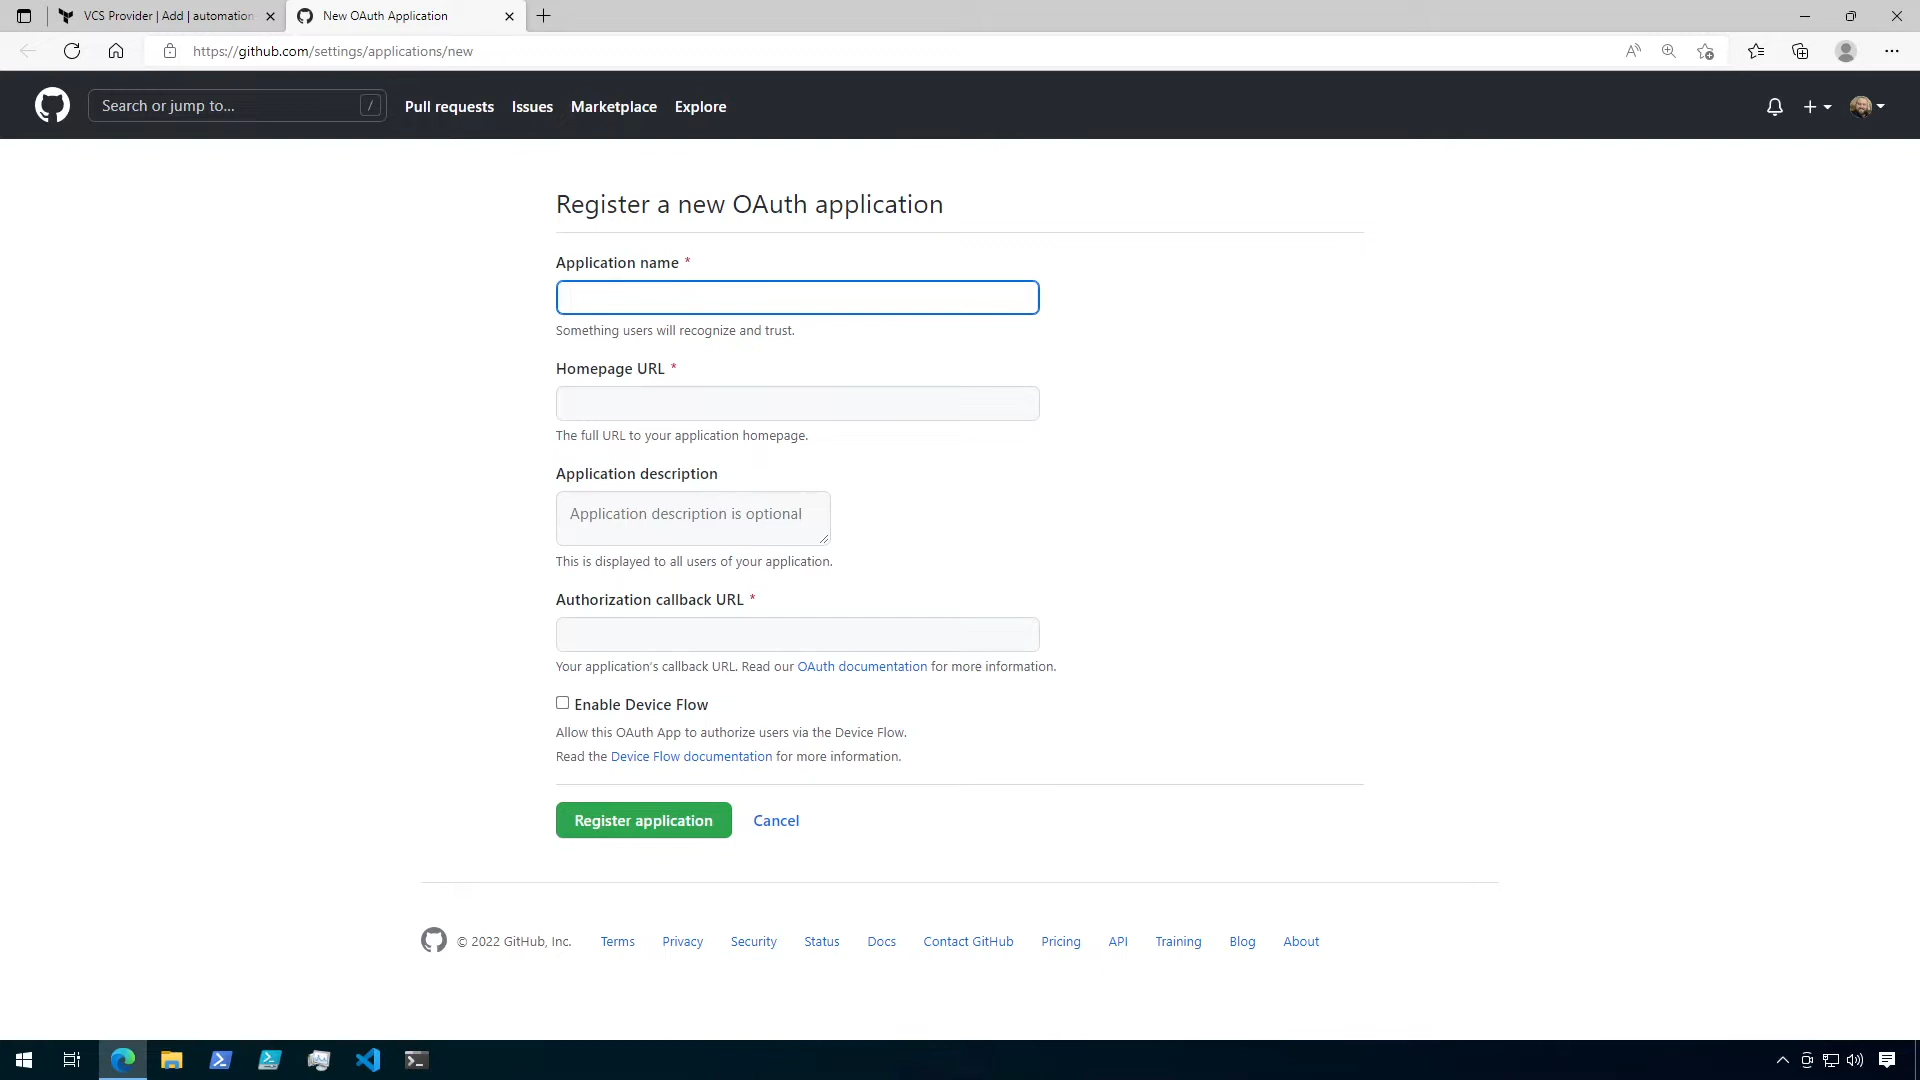 VCS Provider | Add | automation
New OAuth Application
https://github.com/settings/applications/new
Search or jump to...
/
Pull requests
Issues
Marketplace
Explore
Register a new OAuth application
Application name *
Something users will recognize and trust.
Homepage URL *
The full URL to your application homepage.
Application description
Application description is optional
This is displayed to all users of your application.
Authorization callback URL *
Your application's callback URL. Read our OAuth documentation for more information.
Enable Device Flow
Allow this OAuth App to authorize users via the Device Flow.
Read the Device Flow documentation for more information.
Register application
Cancel
© 2022 GitHub, Inc.
Terms
Privacy
Security
Status
Docs
Contact GitHub
Pricing
API
Training
Blog
About